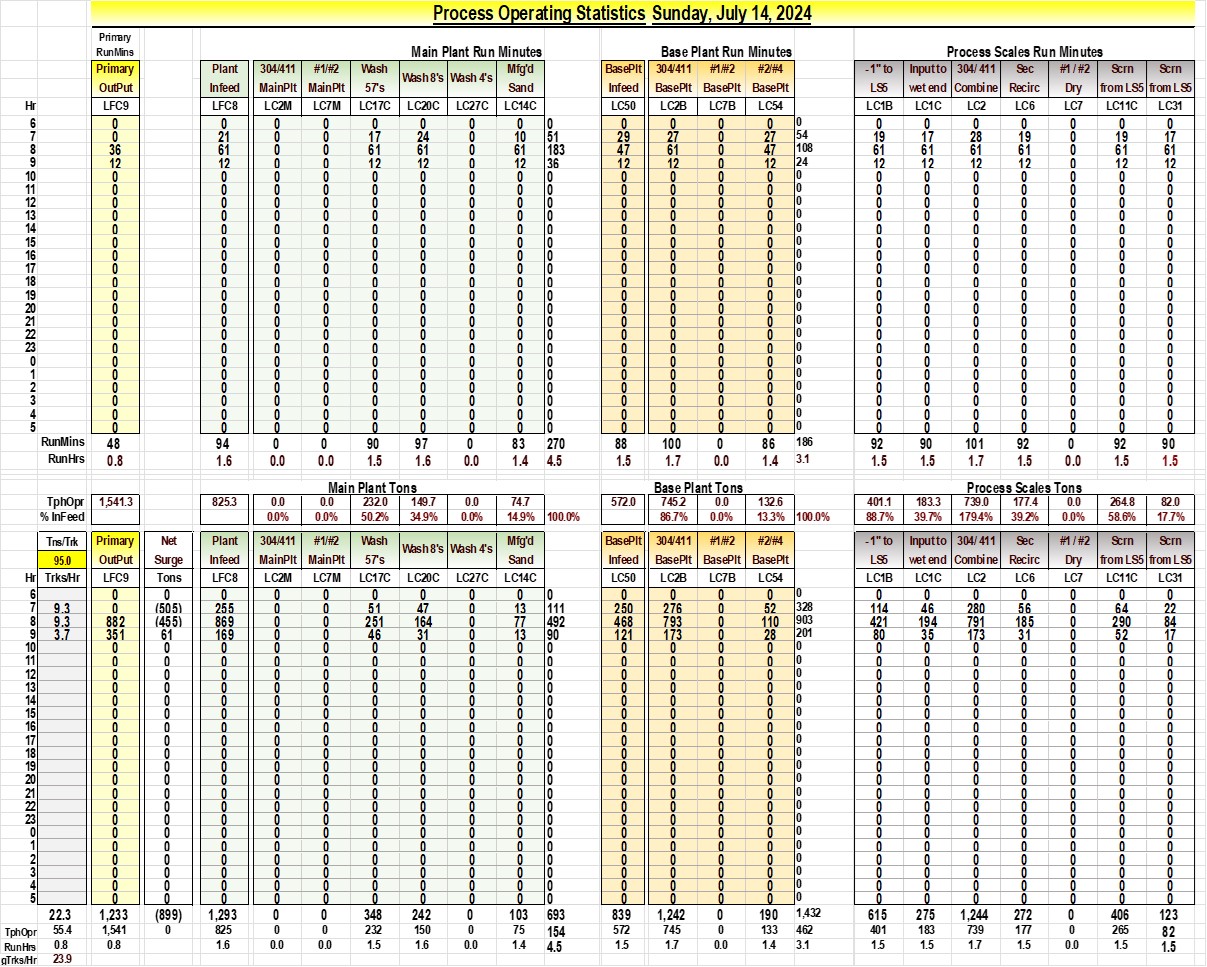 Process Operating Statistics Sunday, July 14, 2024
Primary
RunMins Main Plant Run Minutes Base Plant Run Minutes Process Scales Run Minutes
Primary Plant 304/411 #1/#2 Wash Wash 8's Wash 4's Mfg'd BasePlt 304/411 #1/#2 #2/#4 -1" to Input to 304/ 411 Sec #1 / #2 Scrn Scrn
OutPut Infeed MainPlt MainPlt 57's Sand Infeed BasePlt BasePlt BasePlt LS5 wet end Combine Recirc Dry from LS5 from LS5
Hr LFC9 LFC8 LC2M LC7M LC17C LC20C LC27C LC14C LC50 LC2B LC7B LC54 LC1B LC1C LC2 LC6 LC7 LC11C LC31
6 0 0 0 0 0 0 0 0 0 0 0 0 0 0 0 0 0 0 0 0 0
7 0 21 0 0 17 24 0 10 51 29 27 0 27 54 19 17 28 19 0 19 17
8 36 61 0 0 61 61 0 61 183 47 61 0 47 108 61 61 61 61 0 61 61
9 12 12 0 0 12 12 0 12 36 12 12 0 12 24 12 12 12 12 0 12 12
10 0 0 0 0 0 0 0 0 0 0 0 0 0 0 0 0 0 0 0 0 0
11 0 0 0 0 0 0 0 0 0 0 0 0 0 0 0 0 0 0 0 0 0
12 0 0 0 0 0 0 0 0 0 0 0 0 0 0 0 0 0 0 0 0 0
13 0 0 0 0 0 0 0 0 0 0 0 0 0 0 0 0 0 0 0 0 0
14 0 0 0 0 0 0 0 0 0 0 0 0 0 0 0 0 0 0 0 0 0
15 0 0 0 0 0 0 0 0 0 0 0 0 0 0 0 0 0 0 0 0 0
16 0 0 0 0 0 0 0 0 0 0 0 0 0 0 0 0 0 0 0 0 0
17 0 0 0 0 0 0 0 0 0 0 0 0 0 0 0 0 0 0 0 0 0
18 0 0 0 0 0 0 0 0 0 0 0 0 0 0 0 0 0 0 0 0 0
19 0 0 0 0 0 0 0 0 0 0 0 0 0 0 0 0 0 0 0 0 0
20 0 0 0 0 0 0 0 0 0 0 0 0 0 0 0 0 0 0 0 0 0
21 0 0 0 0 0 0 0 0 0 0 0 0 0 0 0 0 0 0 0 0 0
22 0 0 0 0 0 0 0 0 0 0 0 0 0 0 0 0 0 0 0 0 0
23 0 0 0 0 0 0 0 0 0 0 0 0 0 0 0 0 0 0 0 0 0
0 0 0 0 0 0 0 0 0 0 0 0 0 0 0 0 0 0 0 0 0 0
1 0 0 0 0 0 0 0 0 0 0 0 0 0 0 0 0 0 0 0 0 0
2 0 0 0 0 0 0 0 0 0 0 0 0 0 0 0 0 0 0 0 0 0
3 0 0 0 0 0 0 0 0 0 0 0 0 0 0 0 0 0 0 0 0 0
4 0 0 0 0 0 0 0 0 0 0 0 0 0 0 0 0 0 0 0 0 0
5 0 0 0 0 0 0 0 0 0 0 0 0 0 0 0 0 0 0 0
RunMins 48 94 0 0 90 97 0 83 270 88 100 0 86 186 92 90 101 92 0 92 90
RunHrs 0.8 1.6 0.0 0.0 1.5 1.6 0.0 1.4 4.5 1.5 1.7 0.0 1.4 3.1 1.5 1.5 1.7 1.5 0.0 1.5 1.5
Main Plant Tons Base Plant Tons Process Scales Tons
TphOpr 1,541.3 825.3 0.0 0.0 232.0 149.7 0.0 74.7 572.0 745.2 0.0 132.6 401.1 183.3 739.0 177.4 0.0 264.8 82.0
% InFeed 0.0% 0.0% 50.2% 34.9% 0.0% 14.9% 100.0% 86.7% 0.0% 13.3% 100.0% 88.7% 39.7% 179.4% 39.2% 0.0% 58.6% 17.7%
Tns/Trk Primary Net Plant 304/411 #1/#2 Wash Wash 8's Wash 4's Mfg'd BasePlt 304/411 #1/#2 #2/#4 -1" to Input to 304/ 411 Sec #1 / #2 Scrn Scrn
95.0 OutPut Surge Infeed MainPlt MainPlt 57's Sand Infeed BasePlt BasePlt BasePlt LS5 wet end Combine Recirc Dry from LS5 from LS5
Hr Trks/Hr LFC9 Tons LFC8 LC2M LC7M LC17C LC20C LC27C LC14C LC50 LC2B LC7B LC54 LC1B LC1C LC2 LC6 LC7 LC11C LC31
6 0 0 0 0 0 0 0 0 0 0 0 0 0 0 0 0 0 0 0 0 0 0
7 9.3 0 (505) 255 0 0 51 47 0 13 111 250 276 0 52 328 114 46 280 56 0 64 22
8 9.3 882 (455) 869 0 0 251 164 0 77 492 468 793 0 110 903 421 194 791 185 0 290 84
9 3.7 351 61 169 0 0 46 31 0 13 90 121 173 0 28 201 80 35 173 31 0 52 17
10 0 0 0 0 0 0 0 0 0 0 0 0 0 0 0 0 0 0 0 0 0 0
11 0 0 0 0 0 0 0 0 0 0 0 0 0 0 0 0 0 0 0 0 0 0
12 0 0 0 0 0 0 0 0 0 0 0 0 0 0 0 0 0 0 0 0 0 0
13 0 0 0 0 0 0 0 0 0 0 0 0 0 0 0 0 0 0 0 0 0 0
14 0 0 0 0 0 0 0 0 0 0 0 0 0 0 0 0 0 0 0 0 0 0
15 0 0 0 0 0 0 0 0 0 0 0 0 0 0 0 0 0 0 0 0 0 0
16 0 0 0 0 0 0 0 0 0 0 0 0 0 0 0 0 0 0 0 0 0 0
17 0 0 0 0 0 0 0 0 0 0 0 0 0 0 0 0 0 0 0 0 0 0
18 0 0 0 0 0 0 0 0 0 0 0 0 0 0 0 0 0 0 0 0 0 0
19 0 0 0 0 0 0 0 0 0 0 0 0 0 0 0 0 0 0 0 0 0 0
20 0 0 0 0 0 0 0 0 0 0 0 0 0 0 0 0 0 0 0 0 0 0
21 0 0 0 0 0 0 0 0 0 0 0 0 0 0 0 0 0 0 0 0 0 0
22 0 0 0 0 0 0 0 0 0 0 0 0 0 0 0 0 0 0 0 0 0 0
23 0 0 0 0 0 0 0 0 0 0 0 0 0 0 0 0 0 0 0 0 0 0
0 0 0 0 0 0 0 0 0 0 0 0 0 0 0 0 0 0 0 0 0 0 0
1 0 0 0 0 0 0 0 0 0 0 0 0 0 0 0 0 0 0 0 0 0 0
2 0 0 0 0 0 0 0 0 0 0 0 0 0 0 0 0 0 0 0 0 0 0
3 0 0 0 0 0 0 0 0 0 0 0 0 0 0 0 0 0 0 0 0 0 0
4 0 0 0 0 0 0 0 0 0 0 0 0 0 0 0 0 0 0 0 0 0 0
5 0 0 0 0 0 0 0 0 0 0 0 0 0 0 0 0 0 0 0 0 0 0
22.3 1,233 (899) 1,293 0 0 348 242 0 103 693 839 1,242 0 190 1,432 615 275 1,244 272 0 406 123
TphOpr 55.4 1,541 0 825 0 0 232 150 0 75 154 572 745 0 133 462 401 183 739 177 0 265 82
RunHrs 0.8 0.8 1.6 0.0 0.0 1.5 1.6 0.0 1.4 4.5 1.5 1.7 0.0 1.4 3.1 1.5 1.5 1.7 1.5 0.0 1.5 1.5
gTrks/Hr 23.9